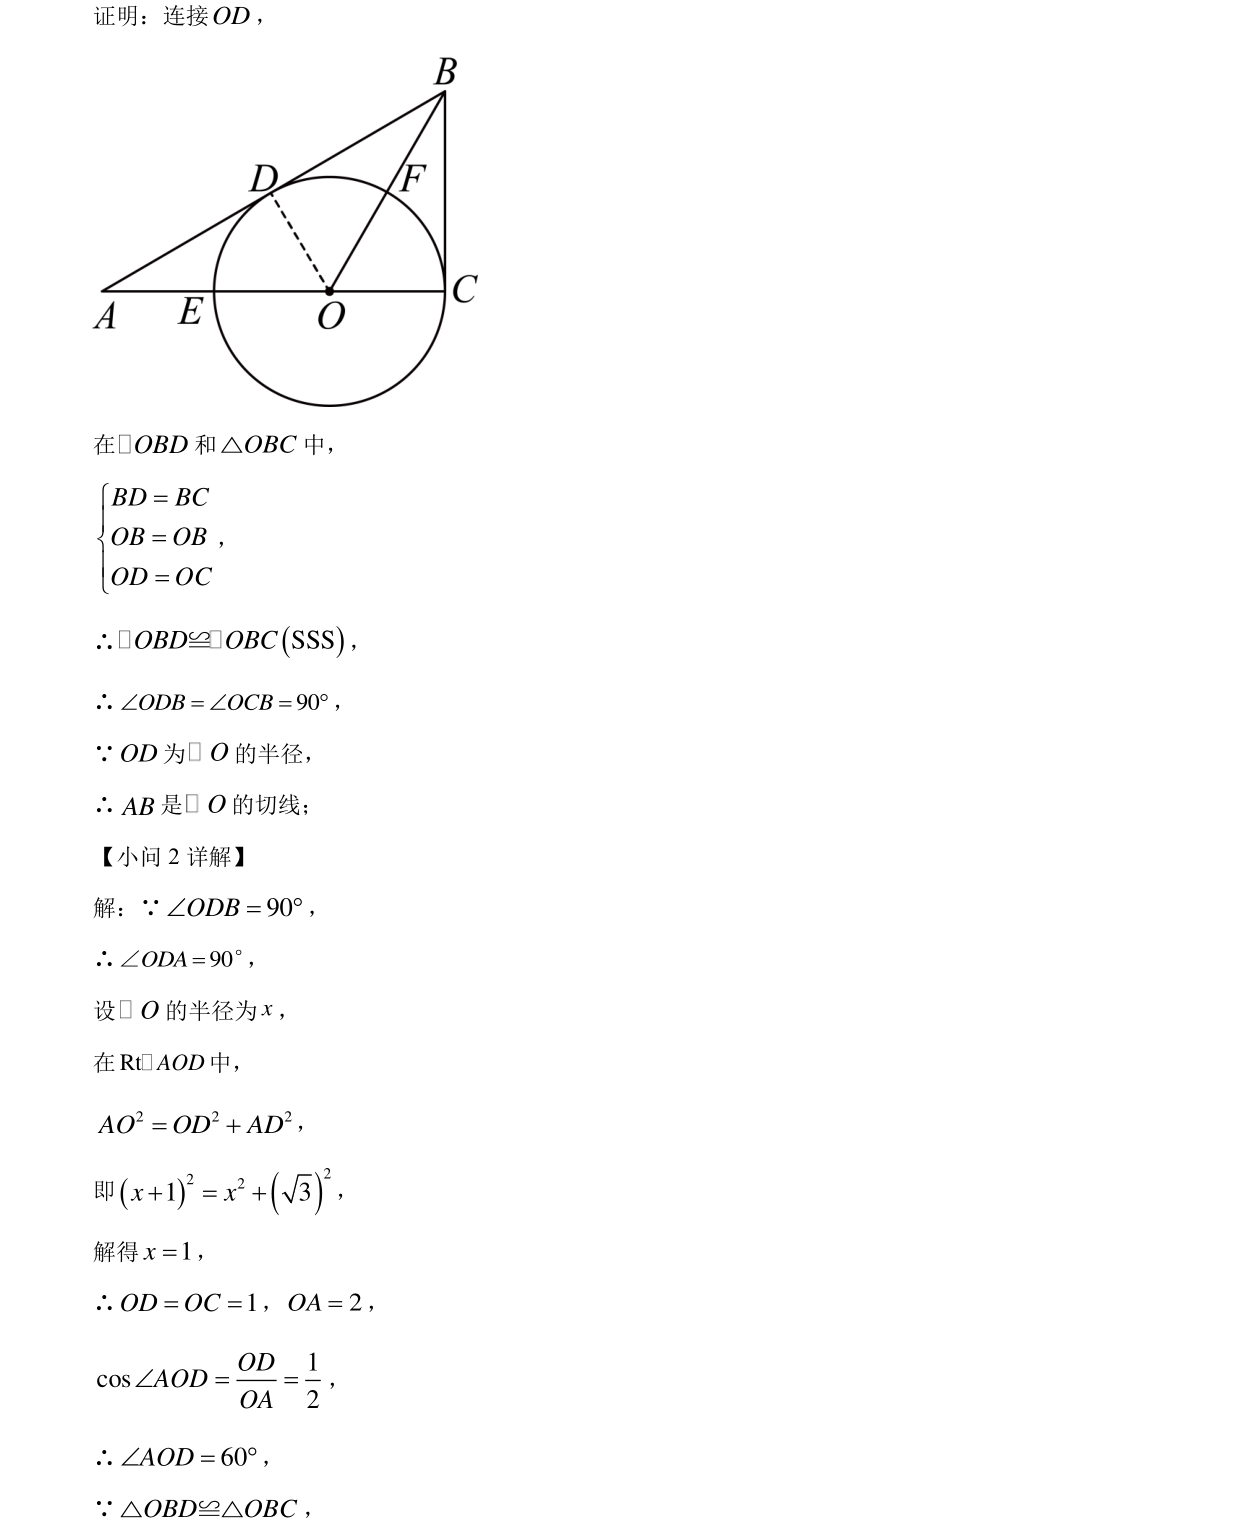 证明：连接OD，
B
D
F
A
E
O
C
在□OBD和△OBC中，
{BD = BC
OB = OB，
OD = OC
∴□OBD≌□OBC(SSS)，
∴∠ODB = ∠OCB = 90°，
∵OD为□O的半径，
∴AB是□O的切线；
【小问2详解】
解：∵∠ODB = 90°，
∴∠ODA = 90°，
设□O的半径为x，
在Rt□AOD中，
AO² = OD² + AD²，
即(x+1)² = x² + (√3)²，
解得x = 1，
∴OD = OC = 1，OA = 2，
cos∠AOD = OD/OA = 1/2，
∴∠AOD = 60°，
∵△OBD≌△OBC，